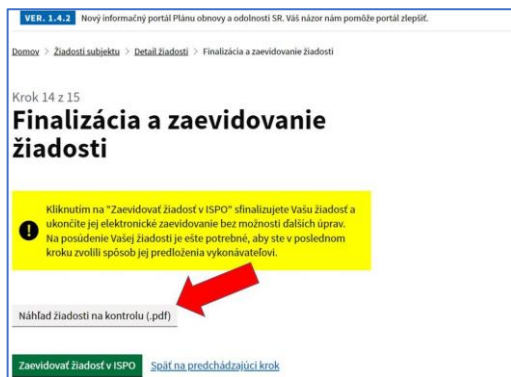 VER. 1.4.2 Nový informačný portál Plánu obnovy a odolnosti SR. Váš názor nám pomôže portál zlepšiť.
Domov > Žiadosti subjektu > Detail žiadosti > Finalizácia a zaevidovanie žiadosti
Krok 14 z 15
Finalizácia a zaevidovanie
žiadosti
Kliknutím na "Zaevidovať žiadosť v ISPO" sfinalizujete Vašu žiadosť a
ukončíte jej elektronické zaevidovanie bez možnosti ďalších úprav.
Na posúdenie Vašej žiadosti je ešte potrebné, aby ste v poslednom
kroku zvolili spôsob jej predloženia vykonávateľovi.
Náhľad žiadosti na kontrolu (.pdf)
Zaevidovať žiadosť v ISPO Späť na predchádzajúci krok